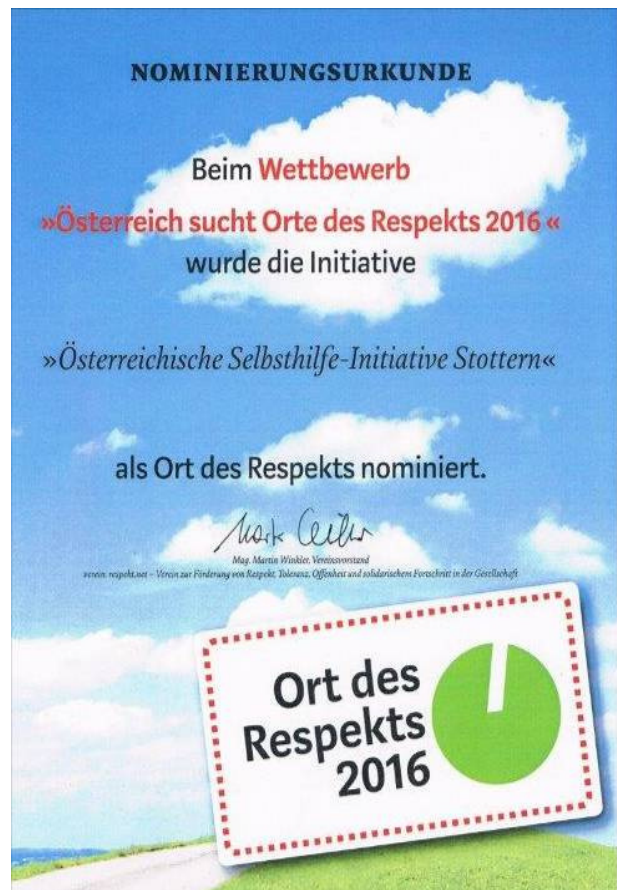 NOMINIERUNGSURKUNDE
Beim Wettbewerb
»Österreich sucht Orte des Respekts 2016 «
wurde die Initiative
»Österreichische Selbsthilfe-Initiative Stottern«
als Ort des Respekts nominiert.
Mag. Martin Winkler, Vereinsvorstand
verein respekt.net – Verein zur Förderung von Respekt, Toleranz, Offenheit und solidarischem Fortschritt in der Gesellschaft
Ort des
Respekts
2016